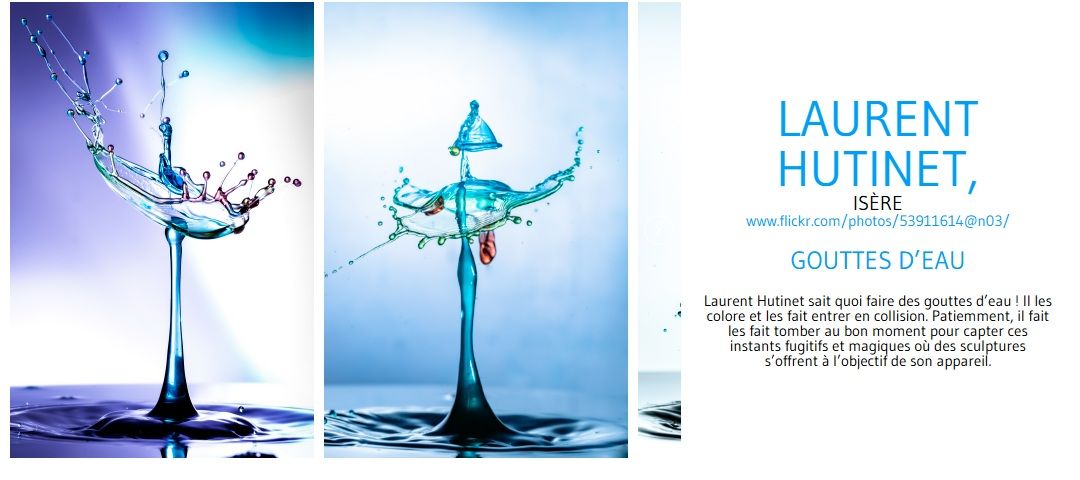 LAURENT
HUTINET,
ISÈRE
www.flickr.com/photos/53911614@n03/
GOUTTES D’EAU
Laurent Hutinet sait quoi faire des gouttes d’eau ! Il les
colore et les fait entrer en collision. Patiemment, il fait
les fait tomber au bon moment pour capter ces
instants fugitifs et magiques où des sculptures
s’offrent à l’objectif de son appareil.